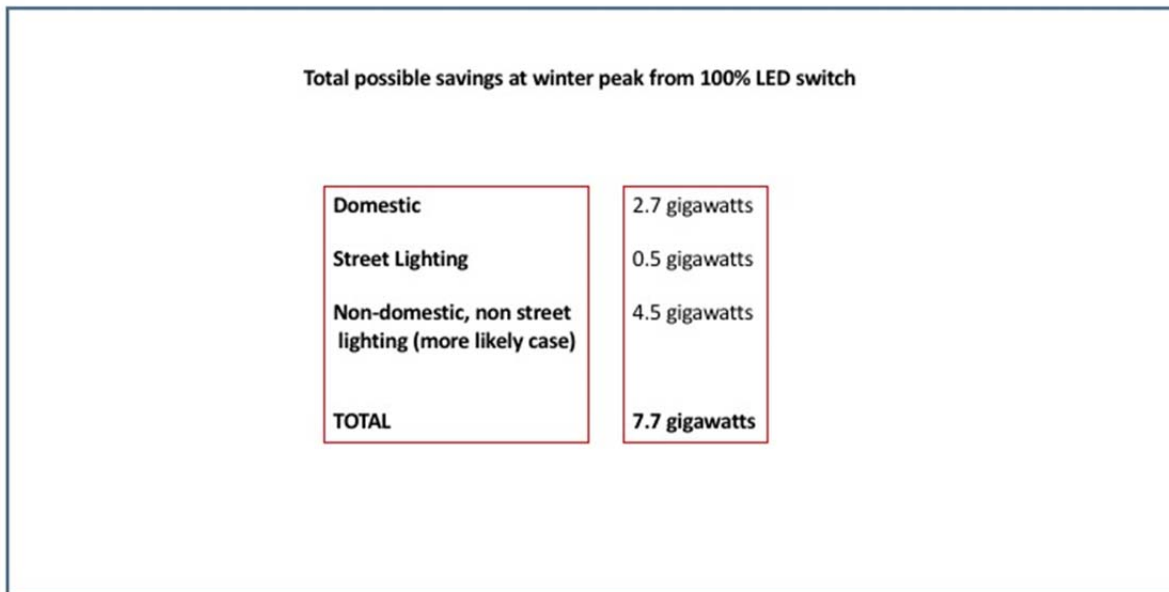 Total possible savings at winter peak from 100% LED switch
Domestic 2.7 gigawatts
Street Lighting 0.5 gigawatts
Non-domestic, non street 4.5 gigawatts
lighting (more likely case)
TOTAL 7.7 gigawatts